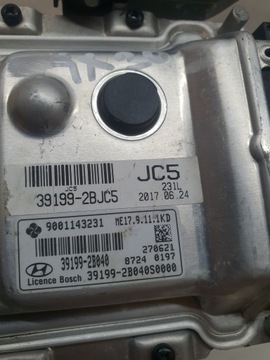 JC5
39199-2BJC5
JC5
231L
2017.06.24
9001143231
ME17.9.11.1KD
270621
39199-2B040
8724 0197
Licence Bosch
39199-2B040S0000